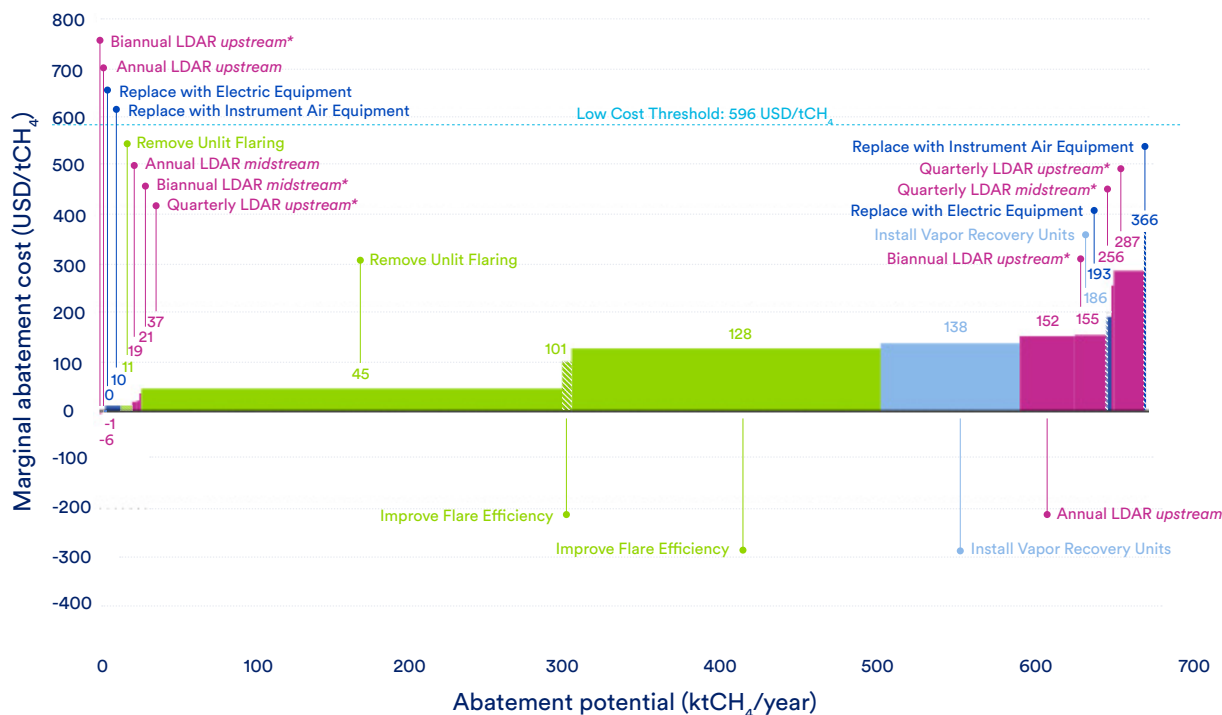 800
700
600
500
400
300
200
100
0
-100
-200
-300
-400
Marginal abatement cost (USD/tCH₄)
Biannual LDAR upstream*
Annual LDAR upstream
Replace with Electric Equipment
Replace with Instrument Air Equipment
Low Cost Threshold: 596 USD/tCH₄
Remove Unlit Flaring
Annual LDAR midstream
Biannual LDAR midstream*
Quarterly LDAR upstream*
Remove Unlit Flaring
Replace with Instrument Air Equipment
Quarterly LDAR upstream*
Quarterly LDAR midstream*
Replace with Electric Equipment
Install Vapor Recovery Units
Biannual LDAR upstream*
-6
-1
0
10
11
19
21
37
45
101
128
138
152
155
186
193
256
287
366
Improve Flare Efficiency
Improve Flare Efficiency
Install Vapor Recovery Units
Annual LDAR upstream
0
100
200
300
400
500
600
700
Abatement potential (ktCH₄/year)